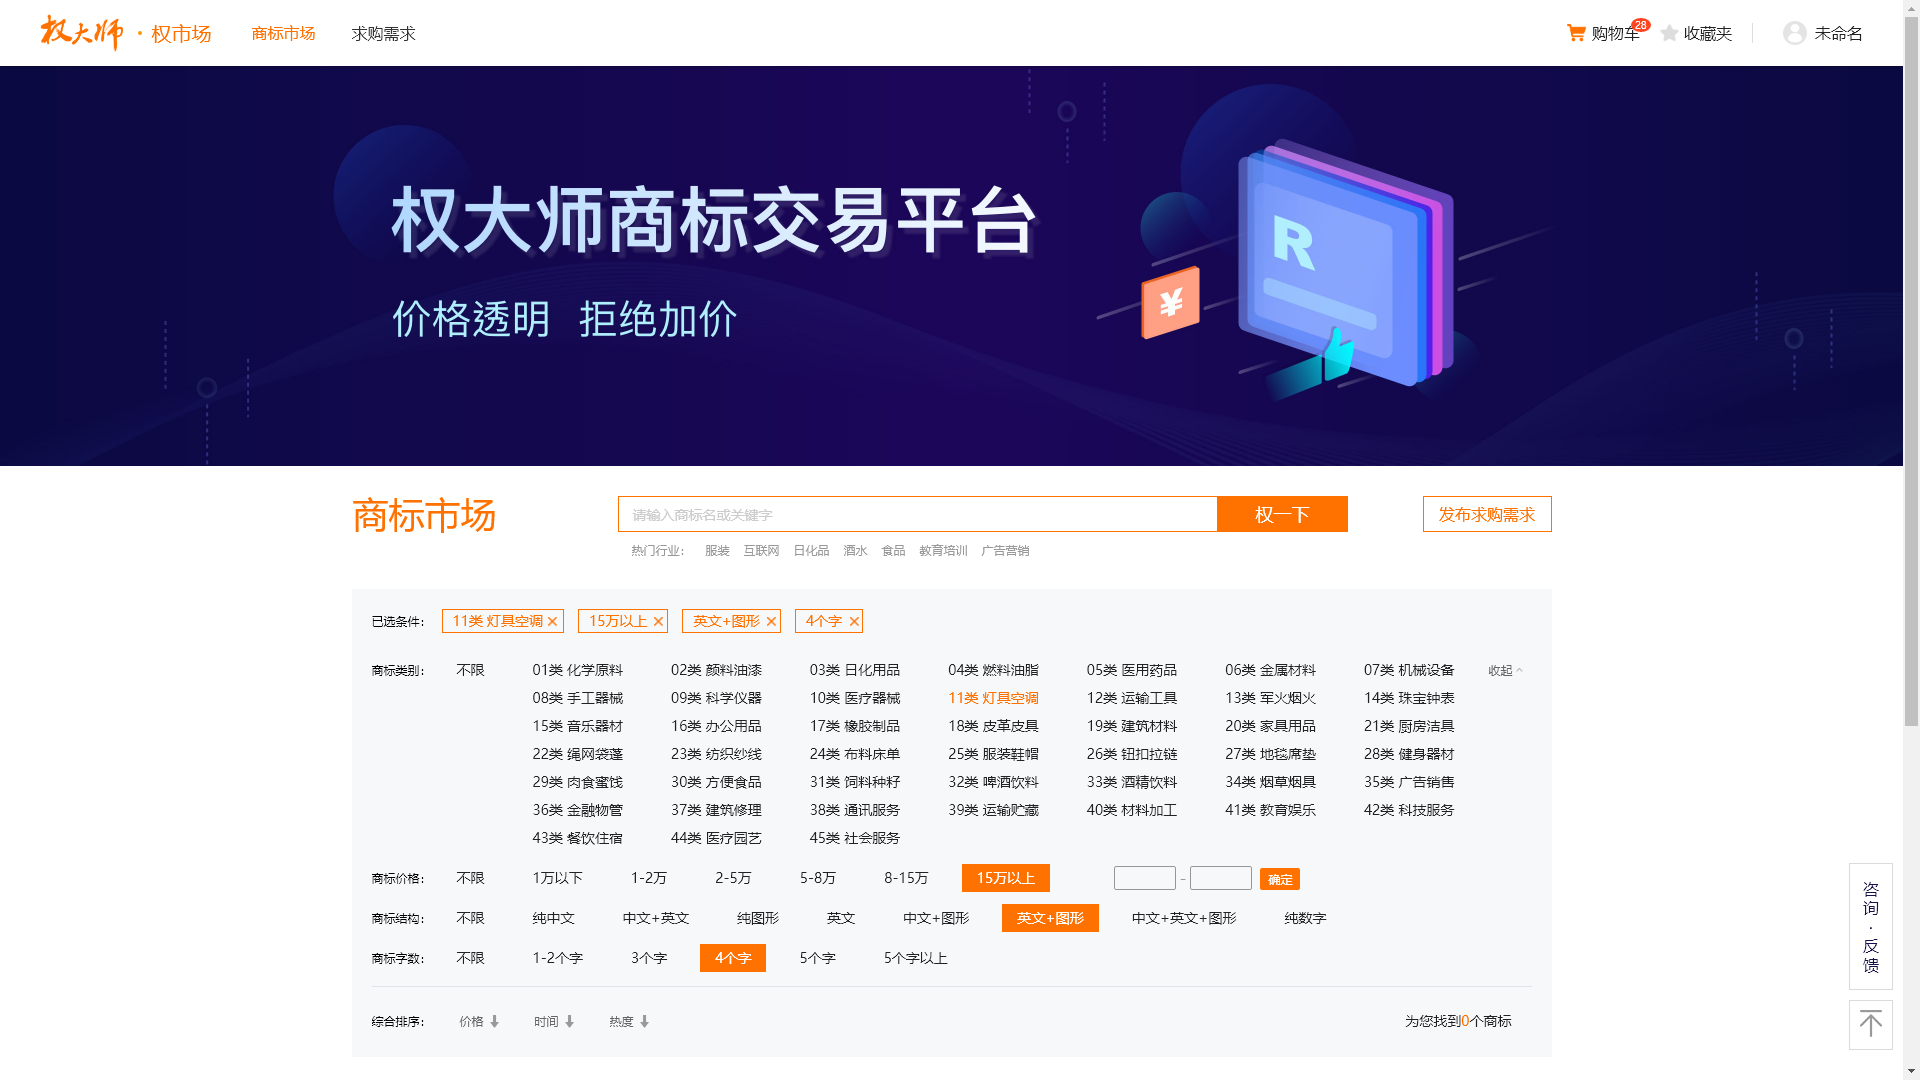 权大师 · 权市场 商标市场 求购需求 购物车 28 收藏夹 未命名
权大师商标交易平台
价格透明 拒绝加价
R
¥
商标市场 请输入商标名或关键字 权一下 发布求购需求
热门行业: 服装 互联网 日化品 酒水 食品 教育培训 广告营销
已选条件: 11类 灯具空调 15万以上 英文+图形 4个字
商标类别: 不限 01类 化学原料 02类 颜料油漆 03类 日化用品 04类 燃料油脂 05类 医用药品 06类 金属材料 07类 机械设备 收起
08类 手工器械 09类 科学仪器 10类 医疗器械 11类 灯具空调 12类 运输工具 13类 军火烟火 14类 珠宝钟表
15类 音乐器材 16类 办公用品 17类 橡胶制品 18类 皮革皮具 19类 建筑材料 20类 家具用品 21类 厨房洁具
22类 绳网袋蓬 23类 纺织纱线 24类 布料床单 25类 服装鞋帽 26类 钮扣拉链 27类 地毯席垫 28类 健身器材
29类 肉食蜜饯 30类 方便食品 31类 饲料种籽 32类 啤酒饮料 33类 酒精饮料 34类 烟草烟具 35类 广告销售
36类 金融物管 37类 建筑修理 38类 通讯服务 39类 运输贮藏 40类 材料加工 41类 教育娱乐 42类 科技服务
43类 餐饮住宿 44类 医疗园艺 45类 社会服务
商标价格: 不限 1万以下 1-2万 2-5万 5-8万 8-15万 15万以上 - 确定
商标结构: 不限 纯中文 中文+英文 纯图形 英文 中文+图形 英文+图形 中文+英文+图形 纯数字
商标字数: 不限 1-2个字 3个字 4个字 5个字 5个字以上
综合排序: 价格 时间 热度 为您找到0个商标
咨询·反馈